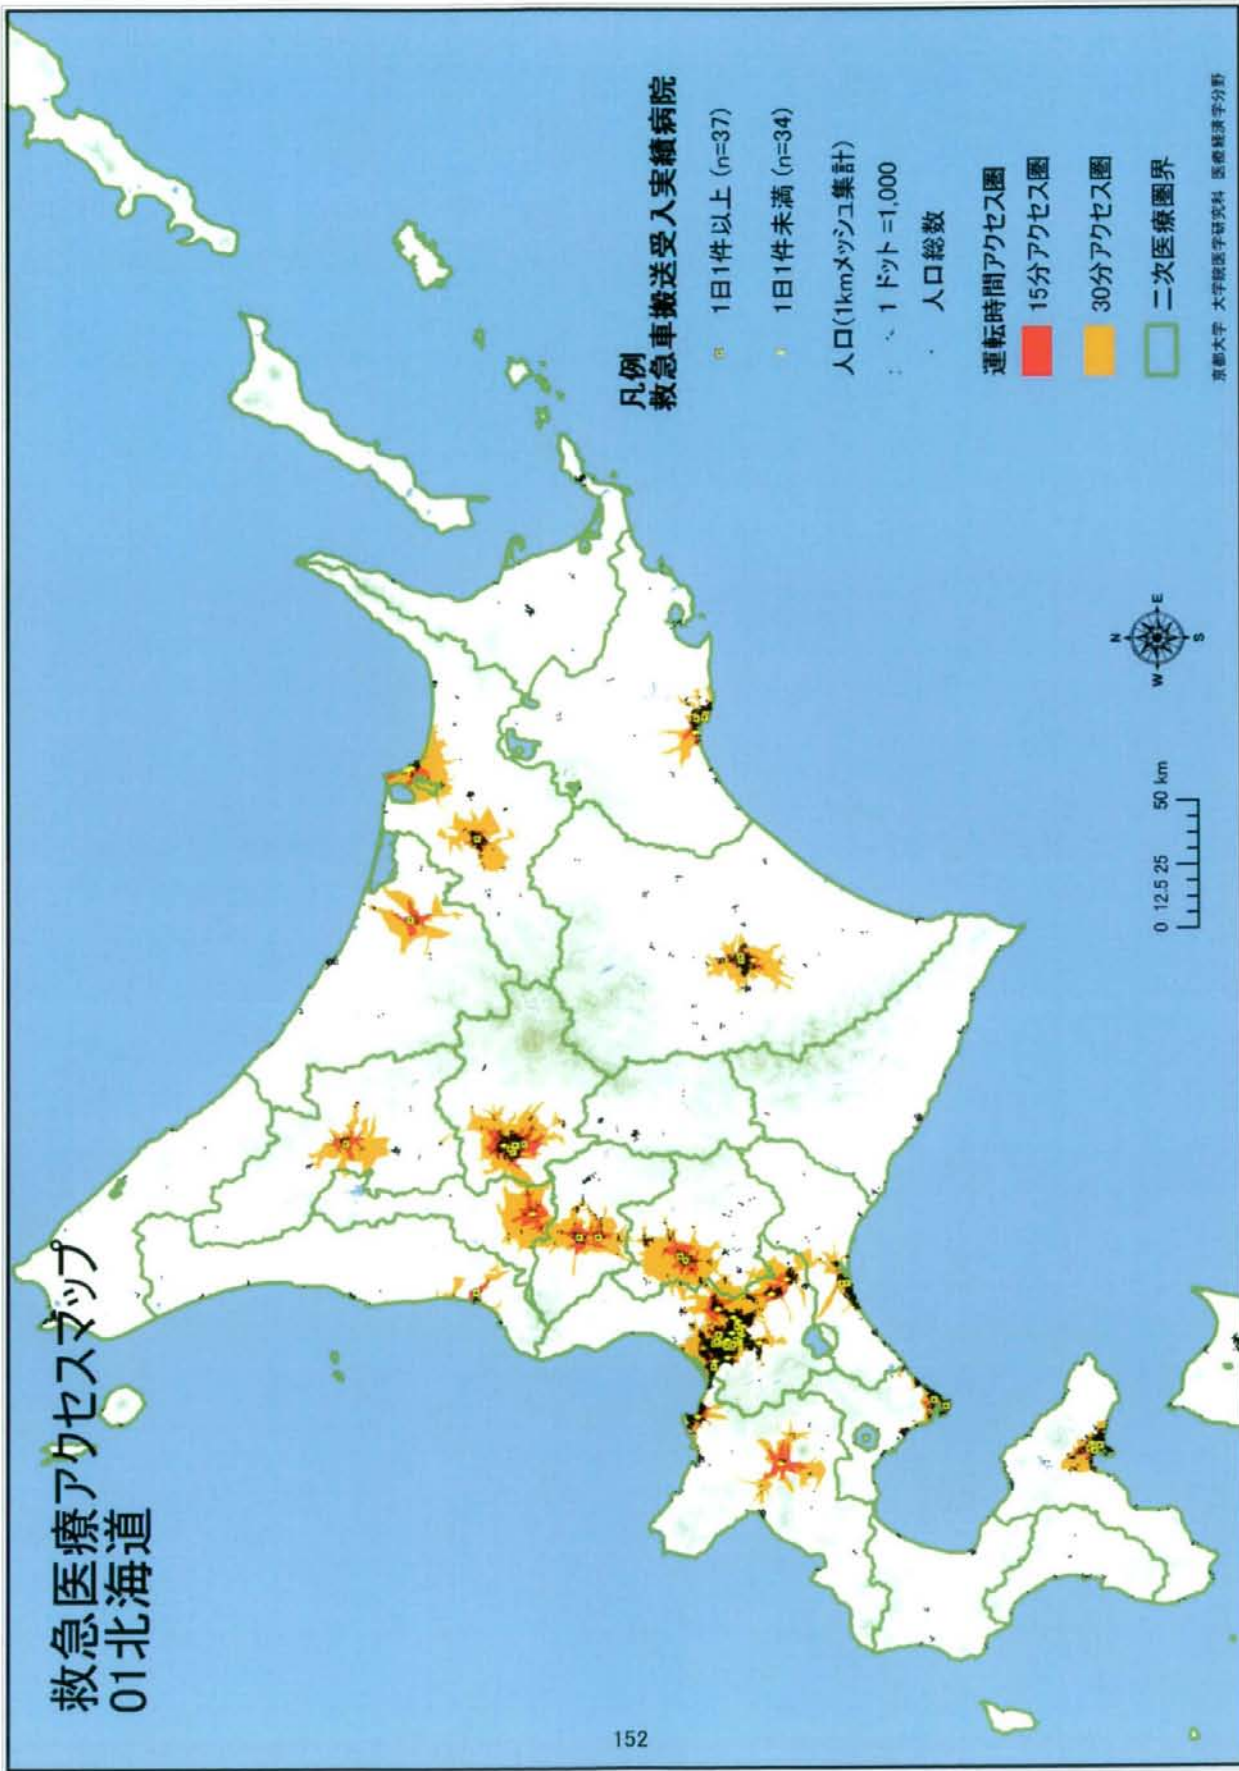 救急医療アクセスマップ
01北海道
凡例
救急車搬送受入実績病院
1日1件以上 (n=37)
1日1件未満 (n=34)
人口(1kmメッシュ集計)
1 ドット =1,000
人口総数
運転時間アクセス圏
15分アクセス圏
30分アクセス圏
二次医療圏界
N
W E
S
0 12.5 25 50 km
京都大学 大学院医学研究科 医療経済学分野
152